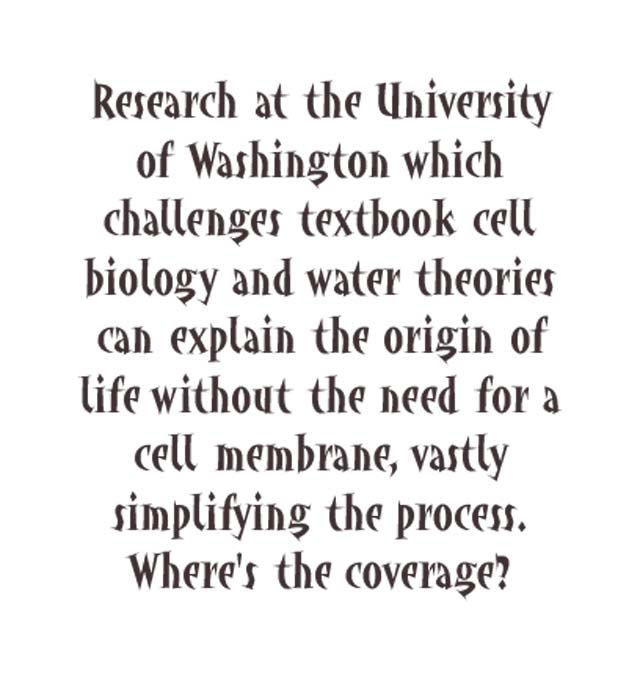 Research at the University
of Washington which
challenges textbook cell
biology and water theories
can explain the origin of
life without the need for a
cell membrane, vastly
simplifying the process.
Where's the coverage?